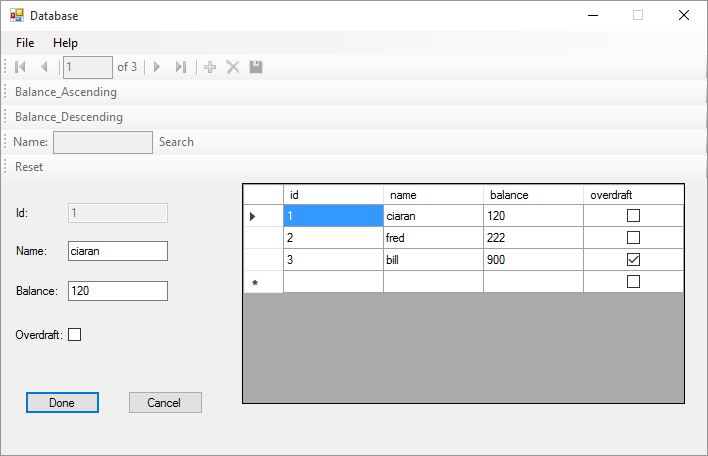 Database
File Help
1 of 3
Balance_Ascending
Balance_Descending
Name: Search
Reset
id name balance overdraft
1 ciaran 120
2 fred 222
3 bill 900
Id: 1
Name: ciaran
Balance: 120
Overdraft:
Done Cancel